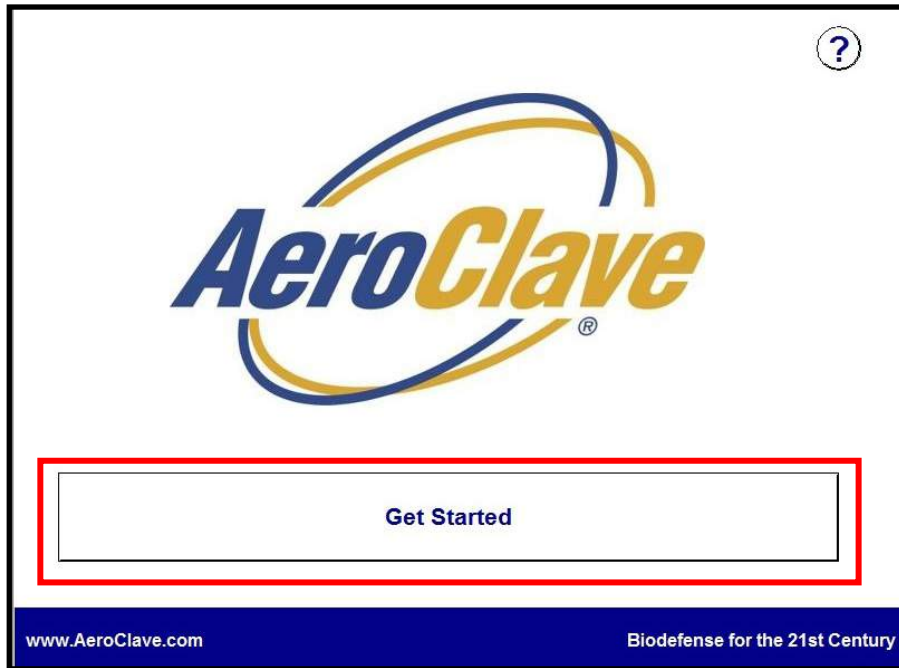 ?
AeroClave
®
Get Started
www.AeroClave.com Biodefense for the 21st Century